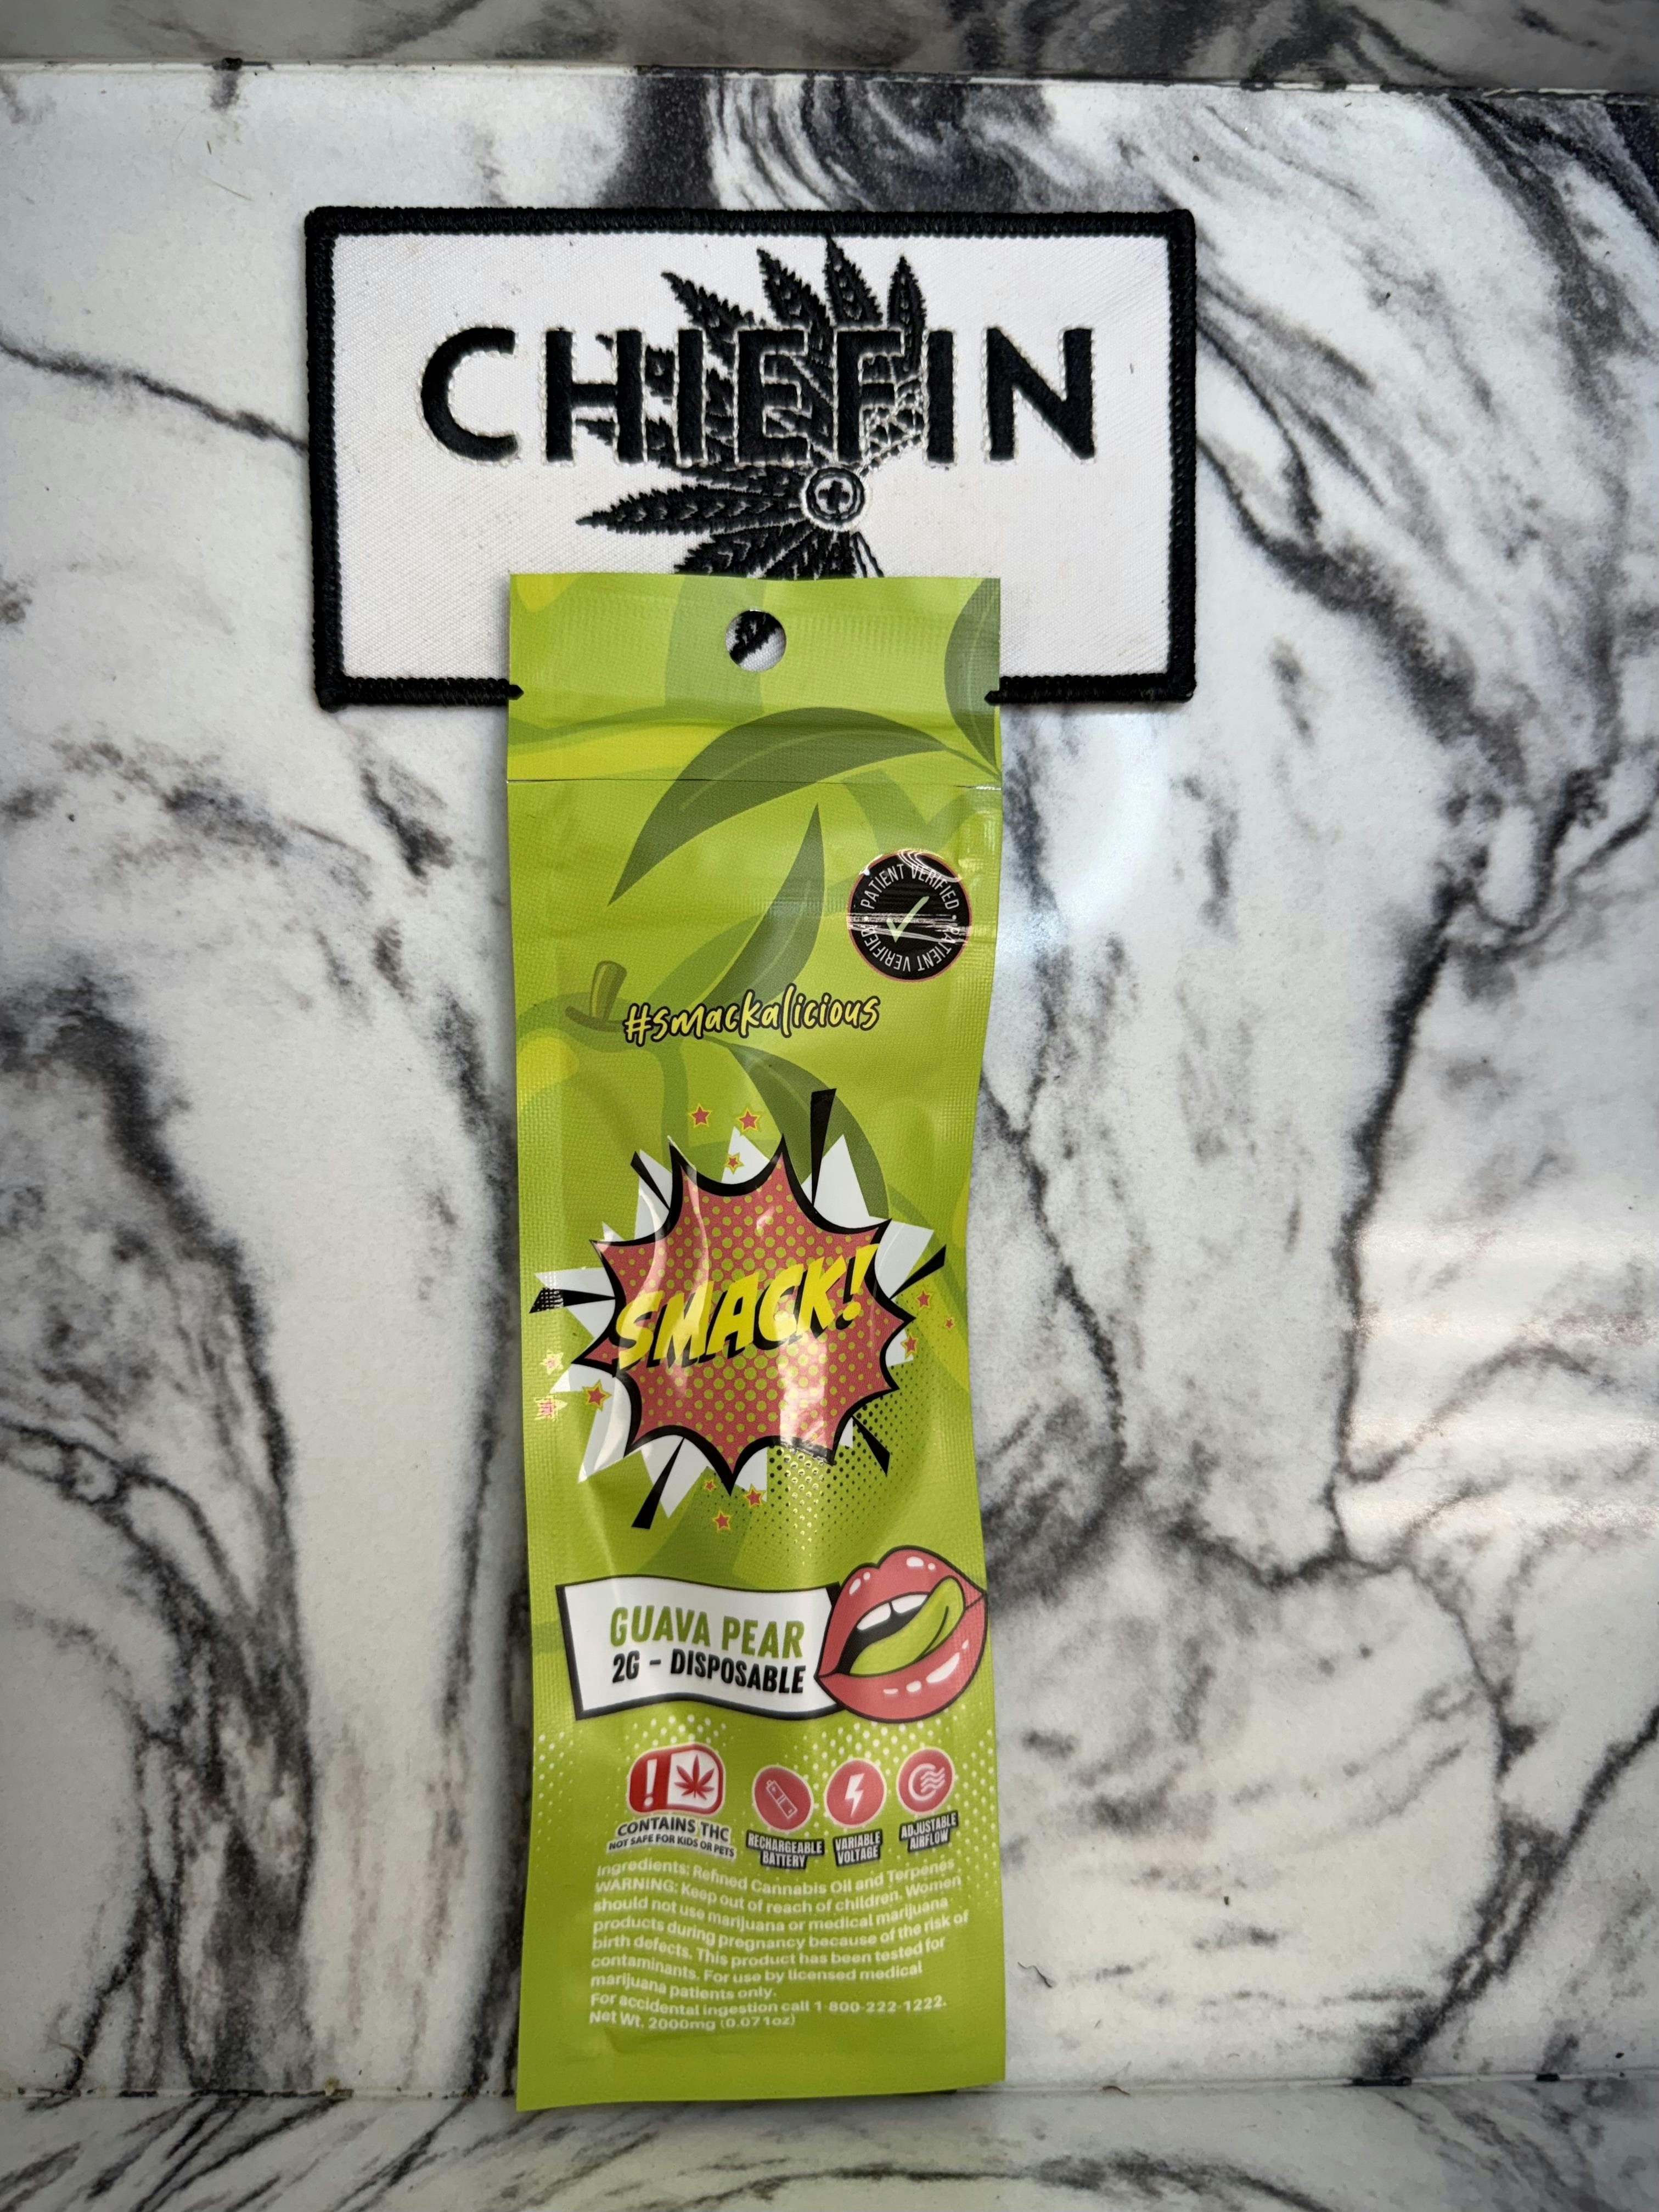 CHIEFIN
PATIENT VERIFIED • PATIENT VERIFIED •
#smackalicious
SMACK!
GUAVA PEAR
2G - DISPOSABLE
!
CONTAINS THC
NOT SAFE FOR KIDS OR PETS
RECHARGEABLE
BATTERY
VARIABLE
VOLTAGE
ADJUSTABLE
AIRFLOW
Ingredients: Refined Cannabis Oil and Terpenes
WARNING: Keep out of reach of children. Women
should not use marijuana or medical marijuana
products during pregnancy because of the risk of
birth defects. This product has been tested for
contaminants. For use by licensed medical
marijuana patients only.
For accidental ingestion call 1-800-222-1222.
Net Wt. 2000mg (0.071oz)